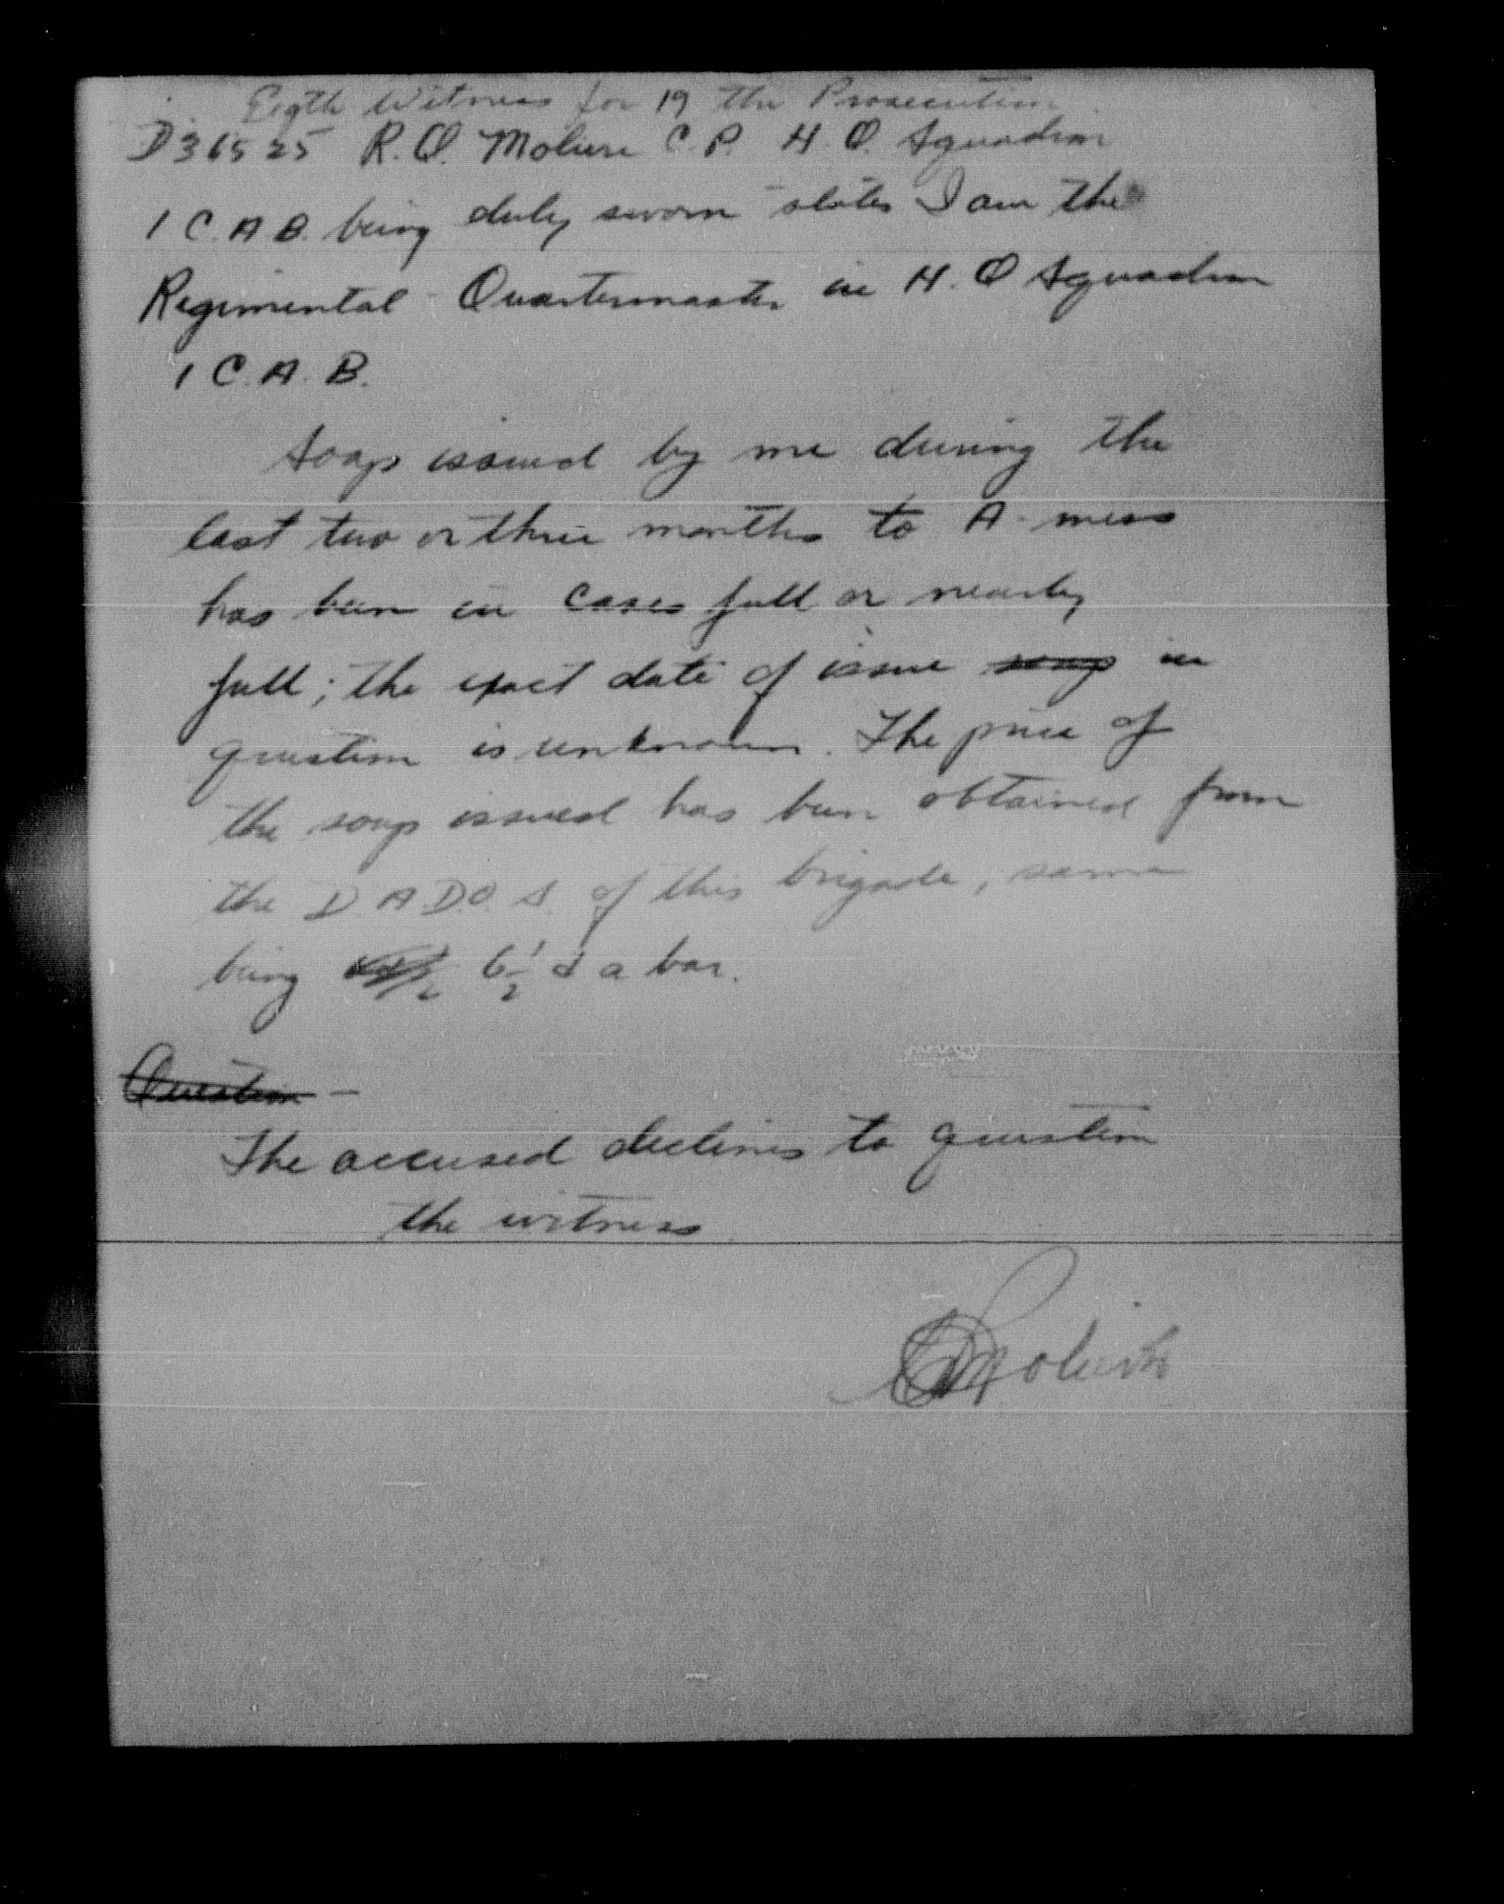 Eigth Witness for 19 the Prosecution
D36525 R.Q. Moliere C.P. H.Q. Squadron
1 C.A.B. being duly sworn states I am the
Regimental Quartermaster in H.Q Squadron
1 C.A.B.
Soap issued by me during the
last two or three months to A. mess
has been in cases full or nearly
full; the exact date of issue soap in
question is unknown. The price of
the soap issued has been obtained from
the D.A.D.O.S. of this brigade, same
being 6½ d a bar.
Question -
The accused declines to question
the witness